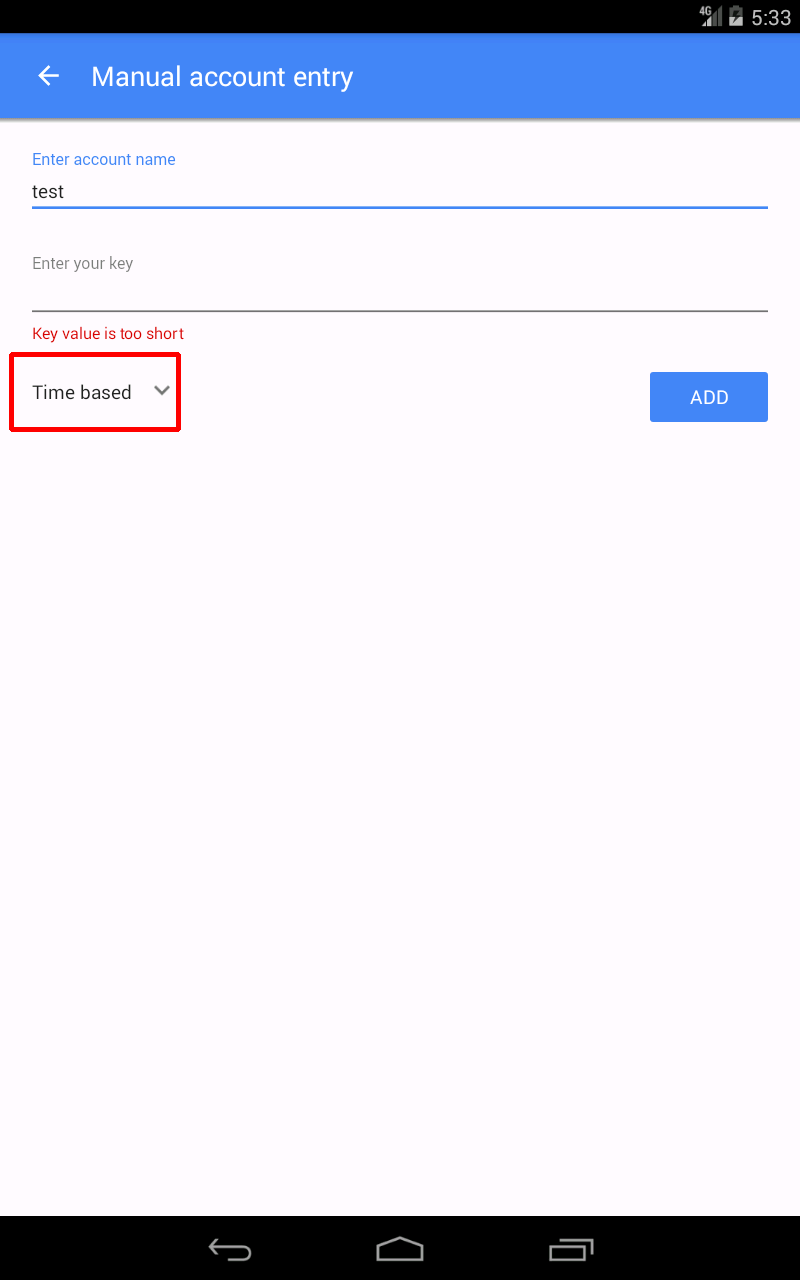 4G 5:33
Manual account entry
Enter account name
test
Enter your key
Key value is too short
Time based
ADD